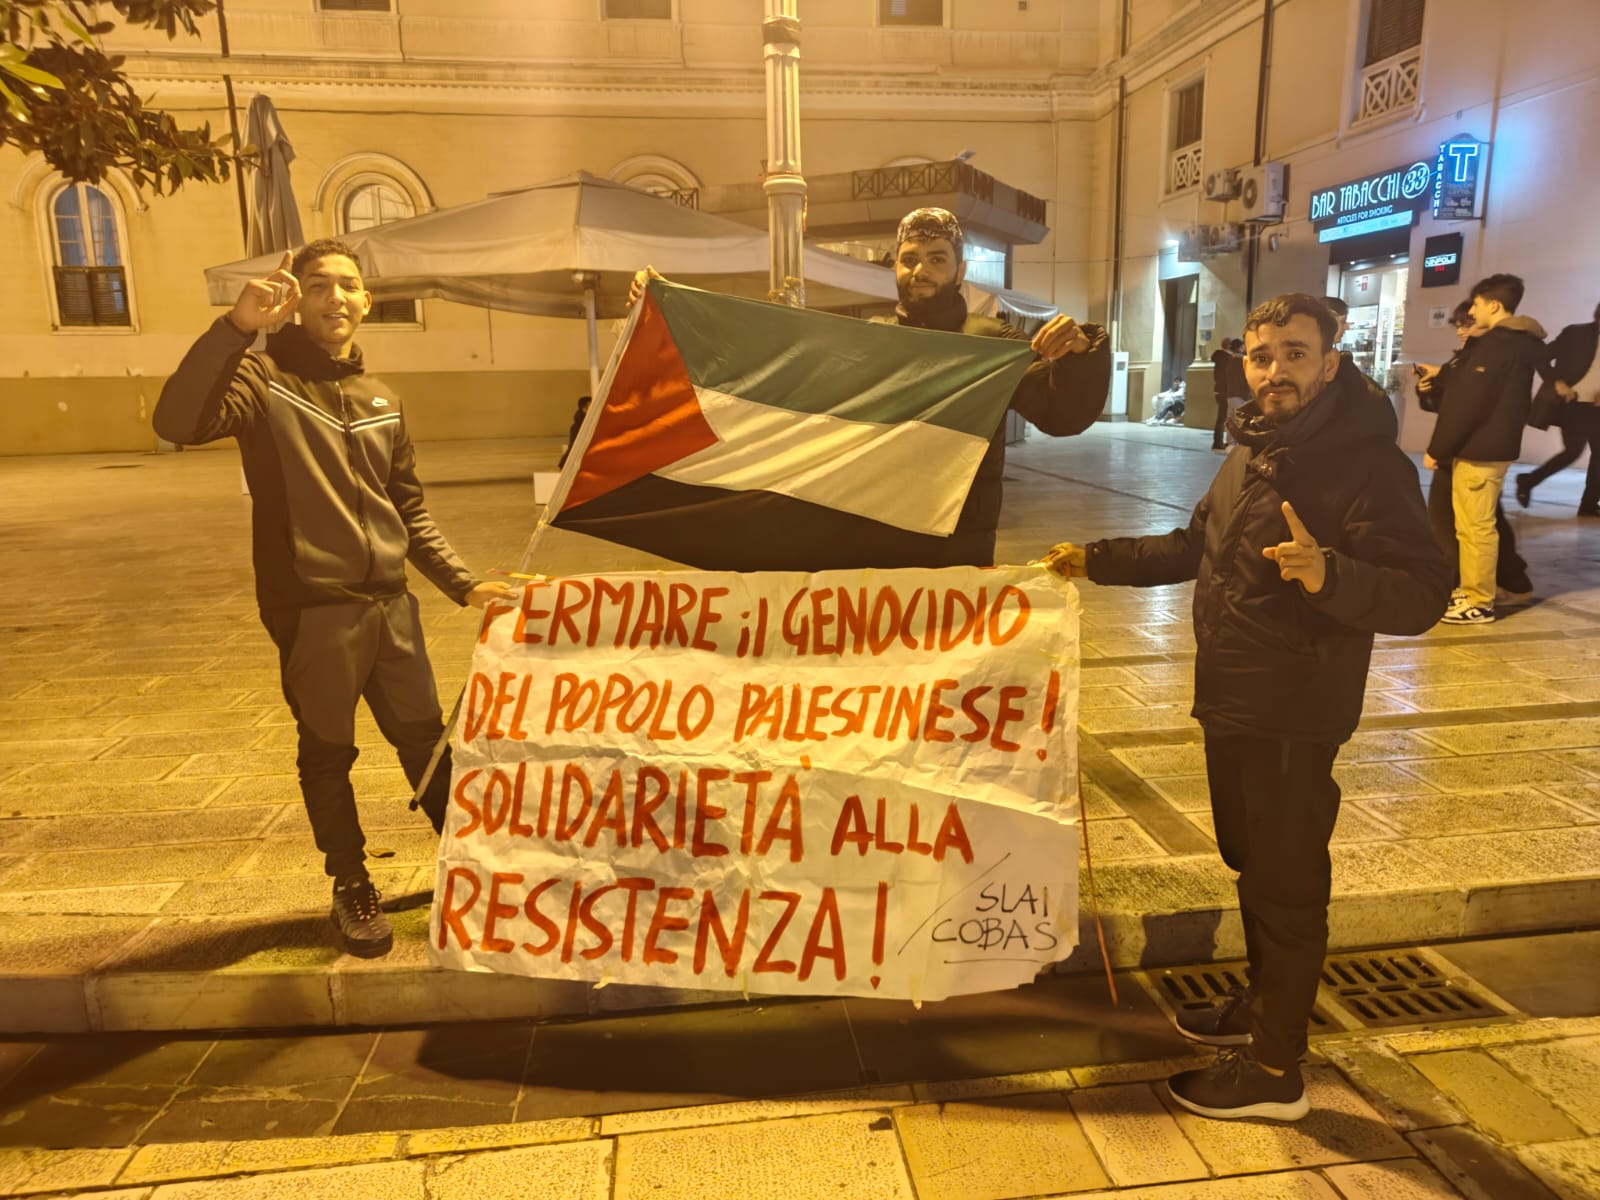 BAR TABACCHI 33
ARTICLES FOR SMOKING
TABACCHI
T
FERMARE il GENOCIDIO
DEL POPOLO PALESTINESE!
SOLIDARIETÀ ALLA
RESISTENZA!
SLAI
COBAS